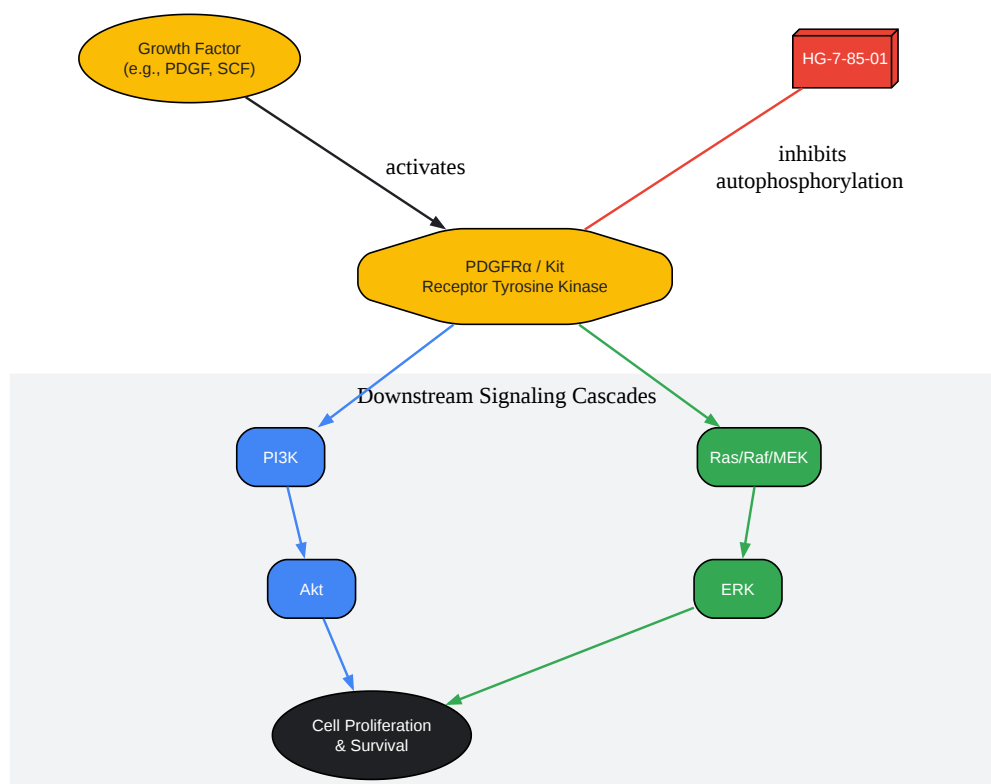 Growth Factor
(e.g., PDGF, SCF)
HG-7-85-01
activates
inhibits
autophosphorylation
PDGFRα / Kit
Receptor Tyrosine Kinase
Downstream Signaling Cascades
PI3K
Ras/Raf/MEK
Akt
ERK
Cell Proliferation
& Survival